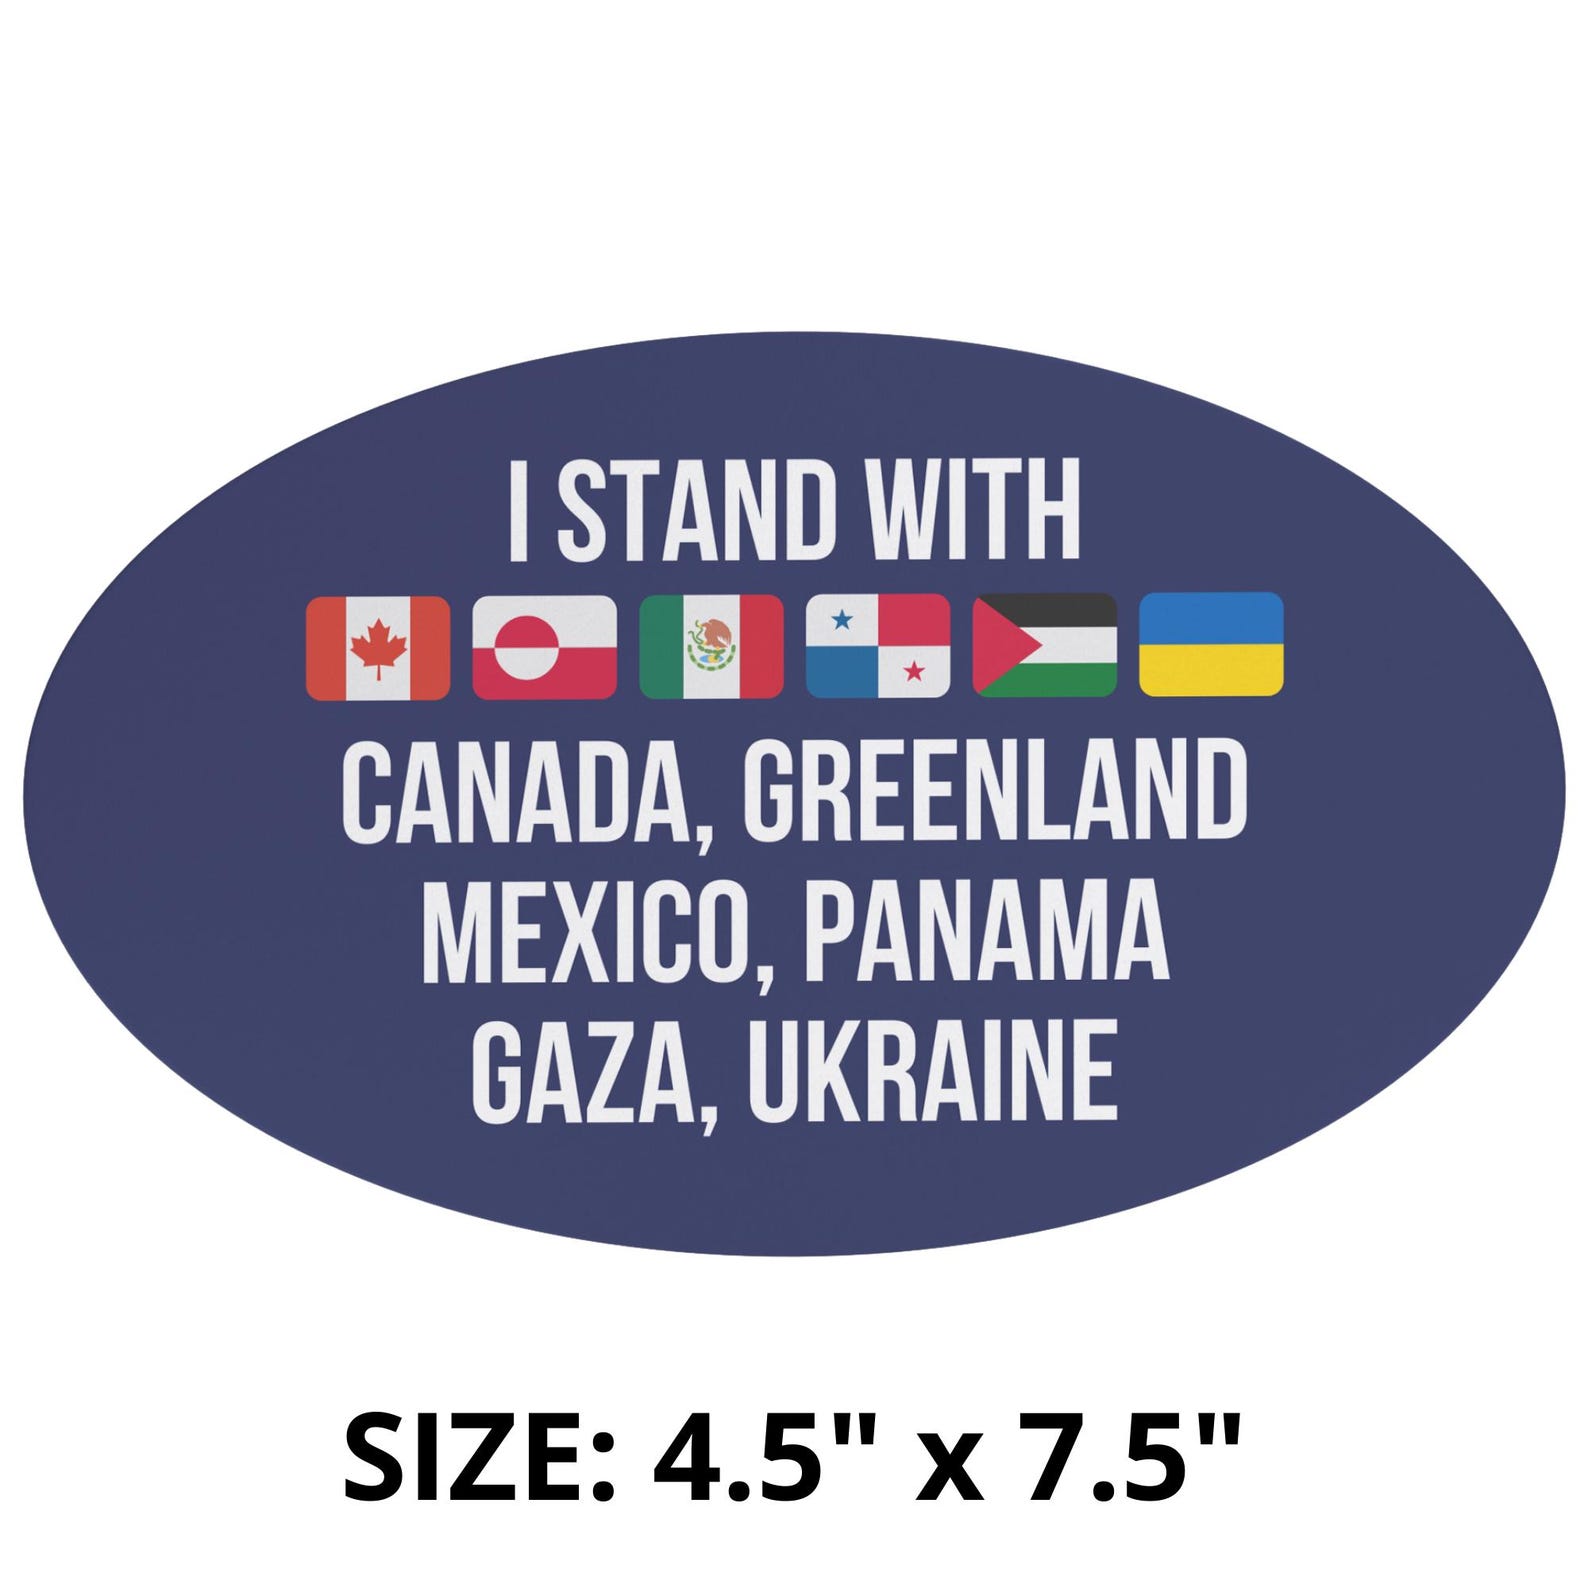 I STAND WITH
CANADA, GREENLAND
MEXICO, PANAMA
GAZA, UKRAINE
SIZE: 4.5" x 7.5"